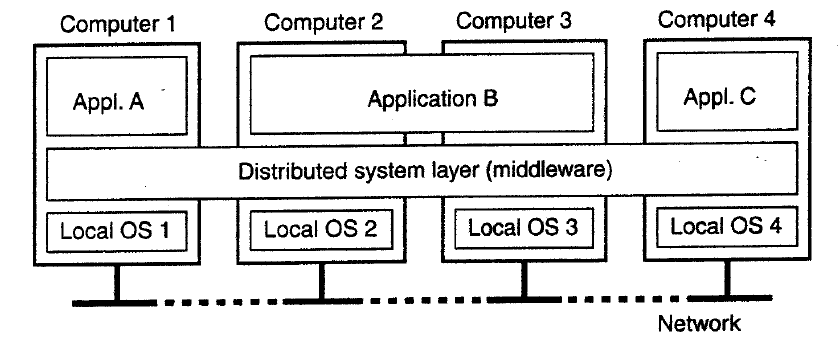 Computer 1
Computer 2
Computer 3
Computer 4
Appl. A
Application B
Appl. C
Distributed system layer (middleware)
Local OS 1
Local OS 2
Local OS 3
Local OS 4
Network